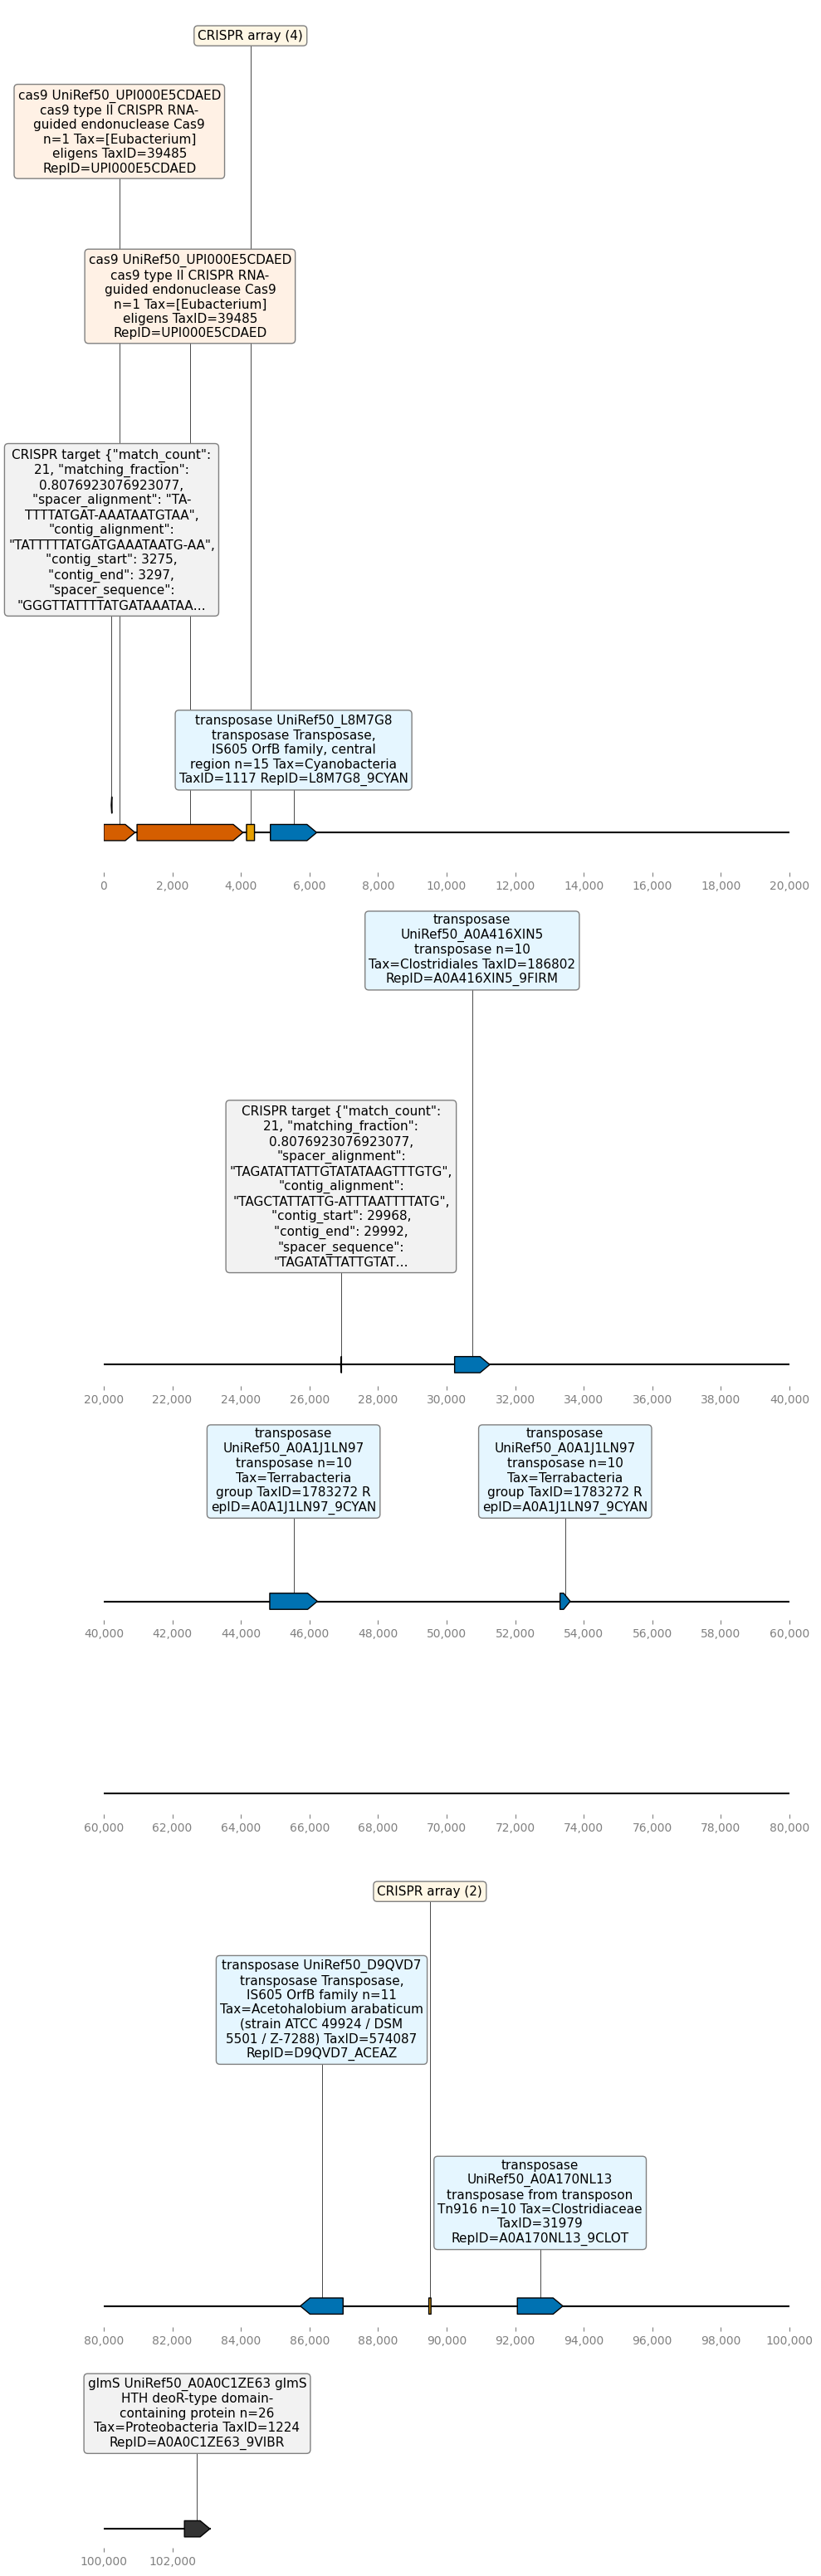 CRISPR array (4)
cas9 UniRef50_UPI000E5CDAED
cas9 type II CRISPR RNA-
guided endonuclease Cas9
n=1 Tax=[Eubacterium]
eligens TaxID=39485
RepID=UPI000E5CDAED
cas9 UniRef50_UPI000E5CDAED
cas9 type II CRISPR RNA-
guided endonuclease Cas9
n=1 Tax=[Eubacterium]
eligens TaxID=39485
RepID=UPI000E5CDAED
CRISPR target {"match_count":
21, "matching_fraction":
0.8076923076923077,
"spacer_alignment": "TA-
TTTTATGAT-AAATAATGTAA",
"contig_alignment":
"TATTTTTATGATGAAATAATG-AA",
"contig_start": 3275,
"contig_end": 3297,
"spacer_sequence":
"GGGTTATTTTATGATAAATAA...
transposase UniRef50_L8M7G8
transposase Transposase,
IS605 OrfB family, central
region n=15 Tax=Cyanobacteria
TaxID=1117 RepID=L8M7G8_9CYAN
0 2,000 4,000 6,000 8,000 10,000 12,000 14,000 16,000 18,000 20,000
transposase
UniRef50_A0A416XIN5
transposase n=10
Tax=Clostridiales TaxID=186802
RepID=A0A416XIN5_9FIRM
CRISPR target {"match_count":
21, "matching_fraction":
0.8076923076923077,
"spacer_alignment":
"TAGATATTATTGTATATAAGTTTGTG",
"contig_alignment":
"TAGCTATTATTG-ATTTAATTTTATG",
"contig_start": 29968,
"contig_end": 29992,
"spacer_sequence":
"TAGATATTATTGTAT...
20,000 22,000 24,000 26,000 28,000 30,000 32,000 34,000 36,000 38,000 40,000
transposase
UniRef50_A0A1J1LN97
transposase n=10
Tax=Terrabacteria
group TaxID=1783272 R
epID=A0A1J1LN97_9CYAN
transposase
UniRef50_A0A1J1LN97
transposase n=10
Tax=Terrabacteria
group TaxID=1783272 R
epID=A0A1J1LN97_9CYAN
40,000 42,000 44,000 46,000 48,000 50,000 52,000 54,000 56,000 58,000 60,000
60,000 62,000 64,000 66,000 68,000 70,000 72,000 74,000 76,000 78,000 80,000
CRISPR array (2)
transposase UniRef50_D9QVD7
transposase Transposase,
IS605 OrfB family n=11
Tax=Acetohalobium arabaticum
(strain ATCC 49924 / DSM
5501 / Z-7288) TaxID=574087
RepID=D9QVD7_ACEAZ
transposase
UniRef50_A0A170NL13
transposase from transposon
Tn916 n=10 Tax=Clostridiaceae
TaxID=31979
RepID=A0A170NL13_9CLOT
80,000 82,000 84,000 86,000 88,000 90,000 92,000 94,000 96,000 98,000 100,000
glmS UniRef50_A0A0C1ZE63 glmS
HTH deoR-type domain-
containing protein n=26
Tax=Proteobacteria TaxID=1224
RepID=A0A0C1ZE63_9VIBR
100,000 102,000